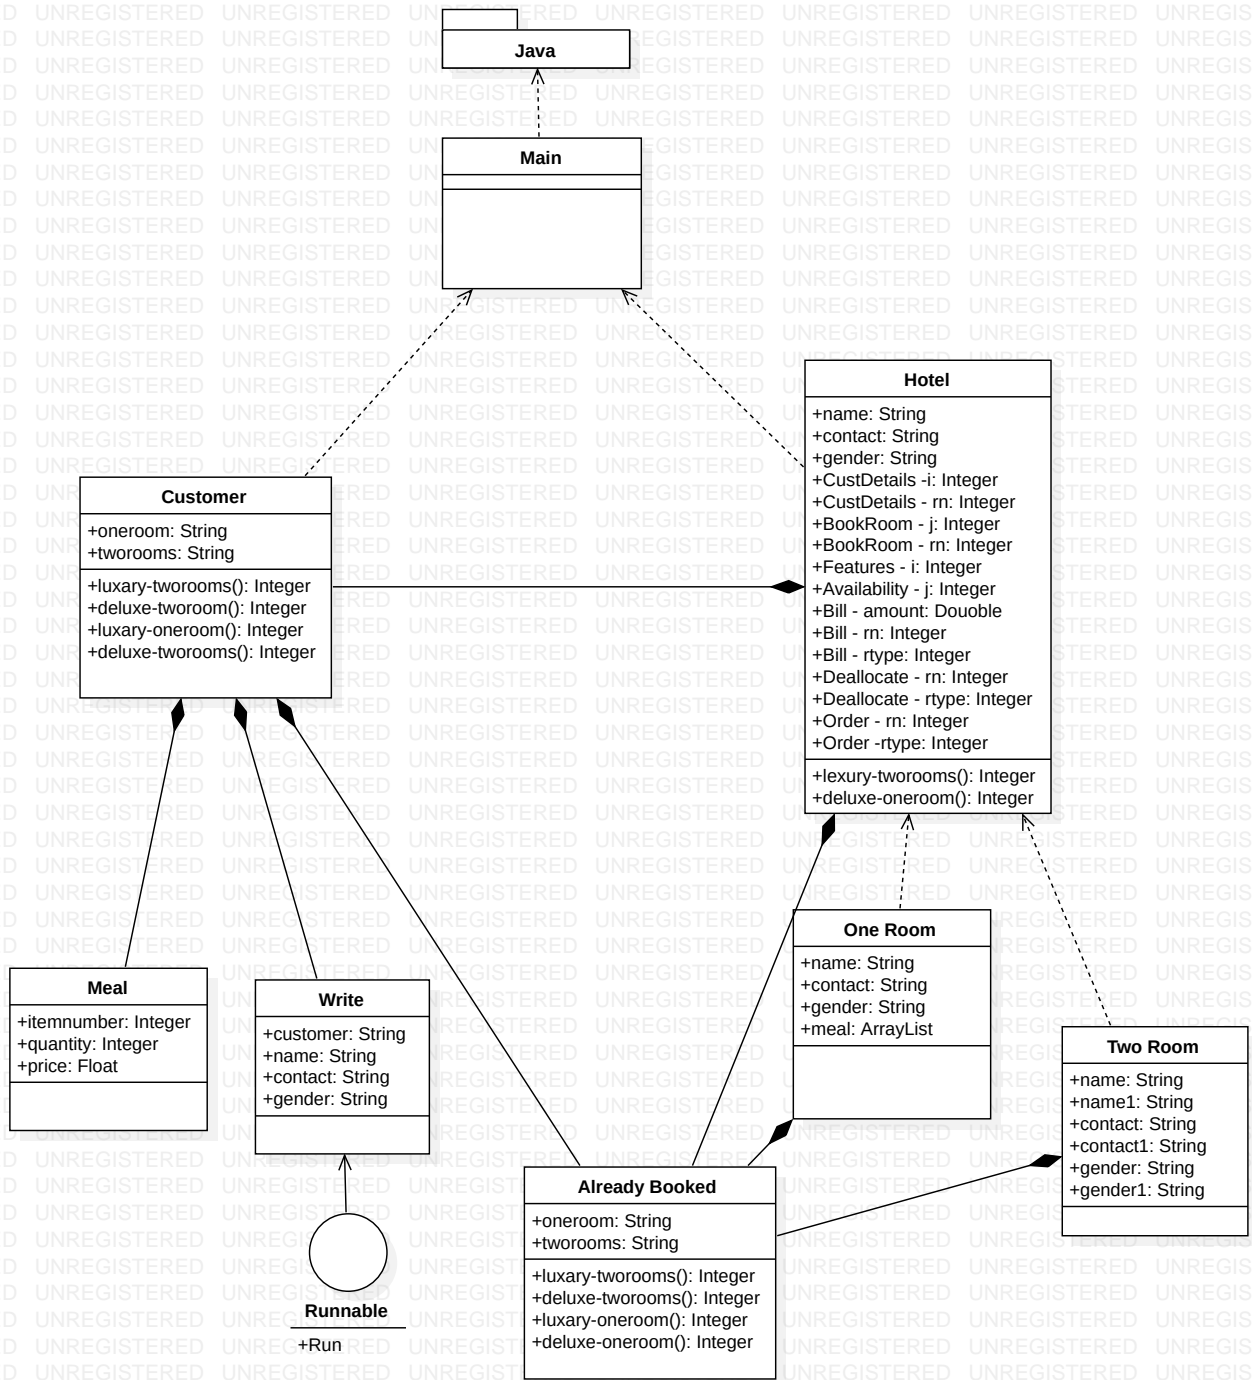 Java
Main
Hotel
+name: String
+contact: String
+gender: String
+CustDetails -i: Integer
+CustDetails - rn: Integer
+BookRoom - j: Integer
+BookRoom - rn: Integer
+Features - i: Integer
+Availability - j: Integer
+Bill - amount: Douoble
+Bill - rn: Integer
+Bill - rtype: Integer
+Deallocate - rn: Integer
+Deallocate - rtype: Integer
+Order - rn: Integer
+Order -rtype: Integer
+lexury-tworooms(): Integer
+deluxe-oneroom(): Integer
Customer
+oneroom: String
+tworooms: String
+luxary-tworooms(): Integer
+deluxe-tworoom(): Integer
+luxary-oneroom(): Integer
+deluxe-tworooms(): Integer
One Room
+name: String
+contact: String
+gender: String
+meal: ArrayList
Meal
+itemnumber: Integer
+quantity: Integer
+price: Float
Write
+customer: String
+name: String
+contact: String
+gender: String
Two Room
+name: String
+name1: String
+contact: String
+contact1: String
+gender: String
+gender1: String
Already Booked
+oneroom: String
+tworooms: String
+luxary-tworooms(): Integer
+deluxe-tworooms(): Integer
+luxary-oneroom(): Integer
+deluxe-oneroom(): Integer
Runnable
+Run
UNREGISTERED